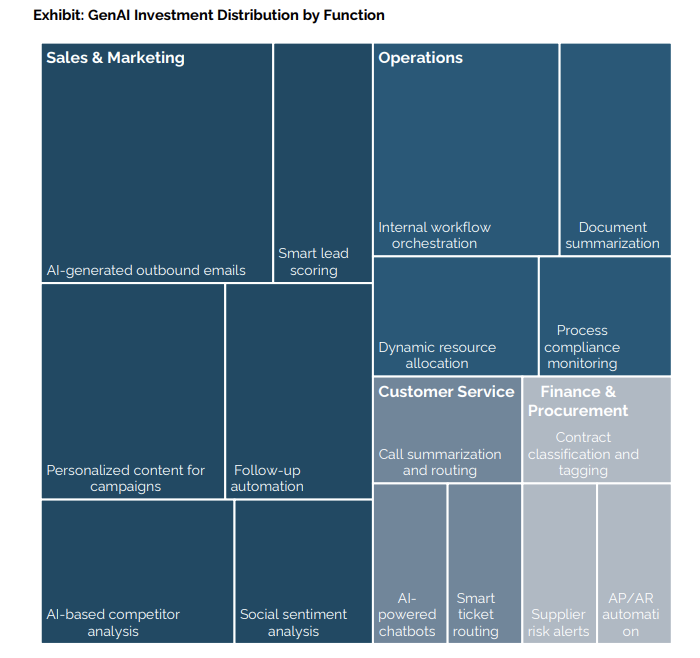 Exhibit: GenAI Investment Distribution by Function
Sales & Marketing
AI-generated outbound emails
Smart lead
scoring
Personalized content for
campaigns
Follow-up
automation
AI-based competitor
analysis
Social sentiment
analysis
Operations
Internal workflow
orchestration
Document
summarization
Dynamic resource
allocation
Process
compliance
monitoring
Customer Service
Call summarization
and routing
AI-
powered
chatbots
Smart
ticket
routing
Finance &
Procurement
Contract
classification and
tagging
Supplier
risk alerts
AP/AR
automati
on